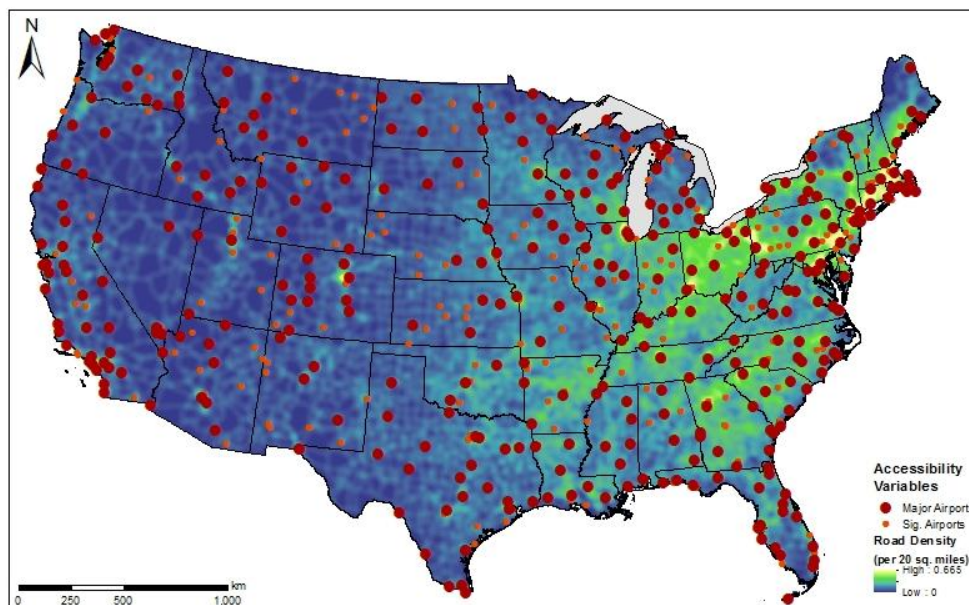 N
Accessibility
Variables
Major Airport
Sig. Airports
Road Density
(per 20 sq. miles)
High : 0.665
Low : 0
km
0 250 500 1,000